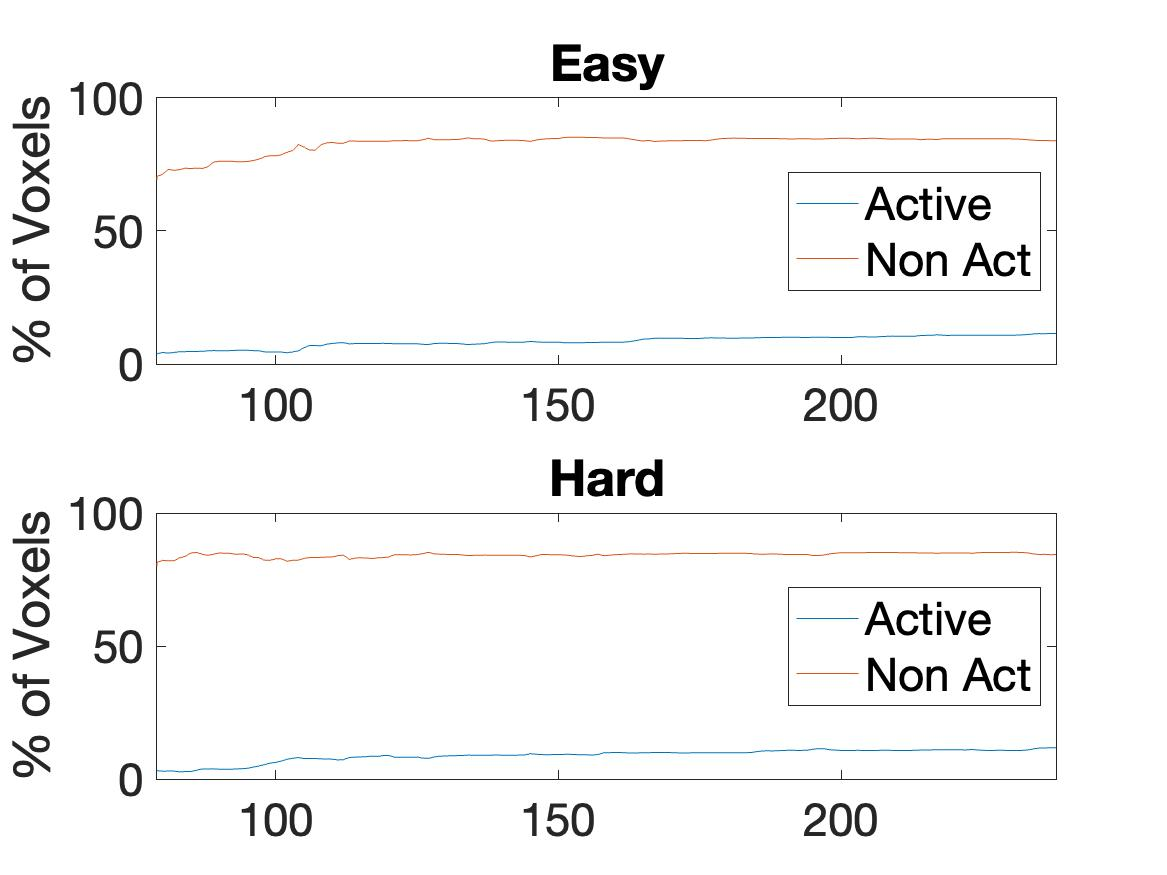 Easy
% of Voxels
100
50
0
Active
Non Act
100 150 200
Hard
% of Voxels
100
50
0
Active
Non Act
100 150 200